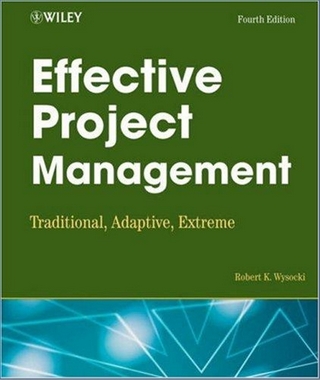 WILEY
Fourth Edition
Effective
Project
Management
Traditional, Adaptive, Extreme
Robert K. Wysocki